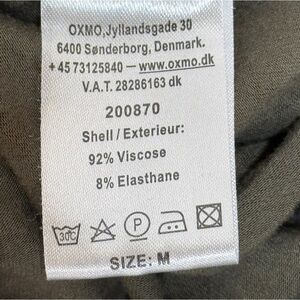 OXMO,Jyllandsgade 30
6400 Sønderborg, Denmark.
+45 73125840 — www.oxmo.dk
V.A.T. 28286163 dk
200870
Shell / Exterieur:
92% Viscose
8% Elasthane
30C P
SIZE: M